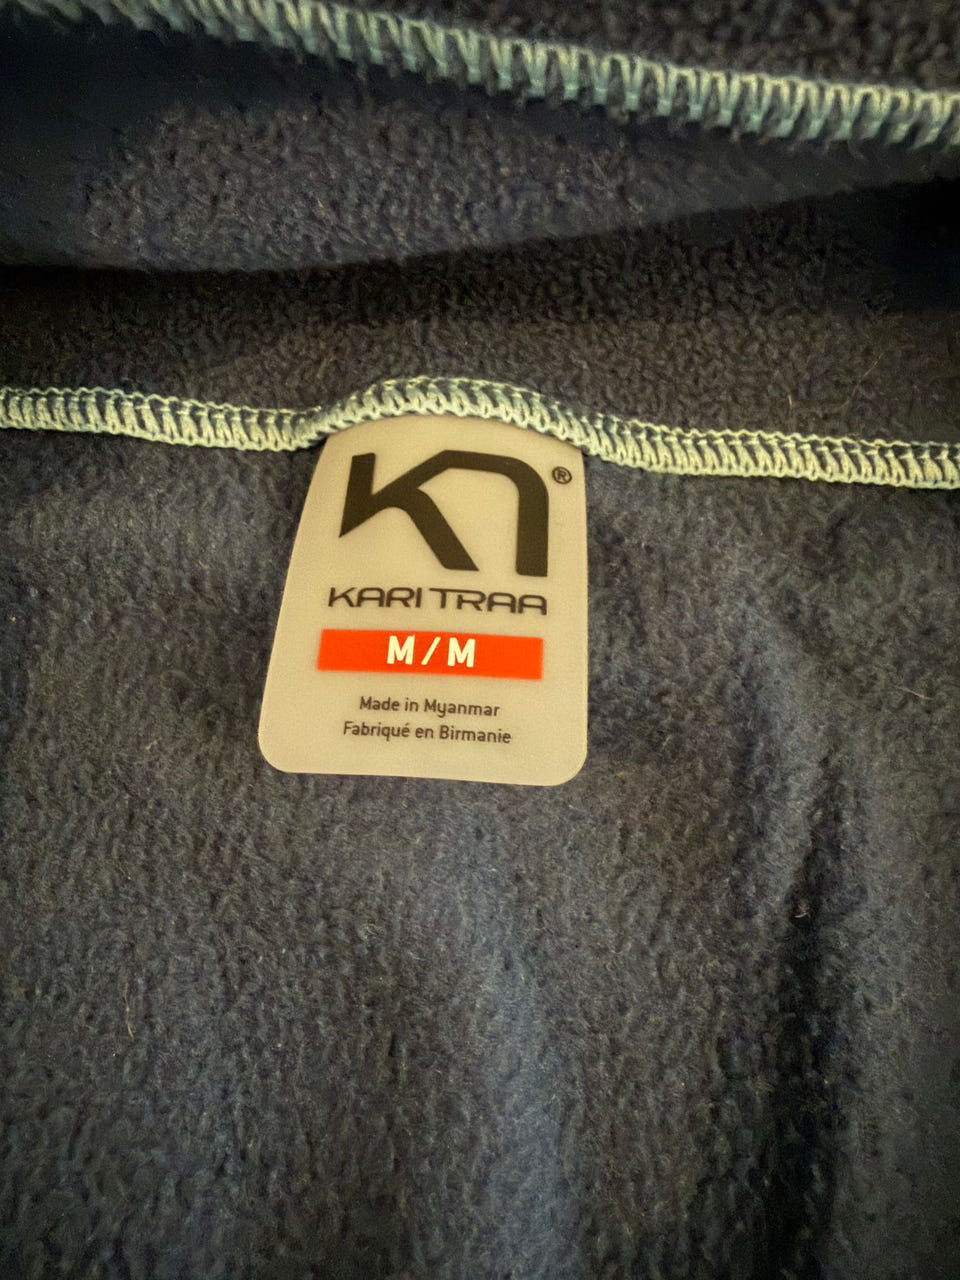 ®
KARI TRAA
M/M
Made in Myanmar
Fabriqué en Birmanie